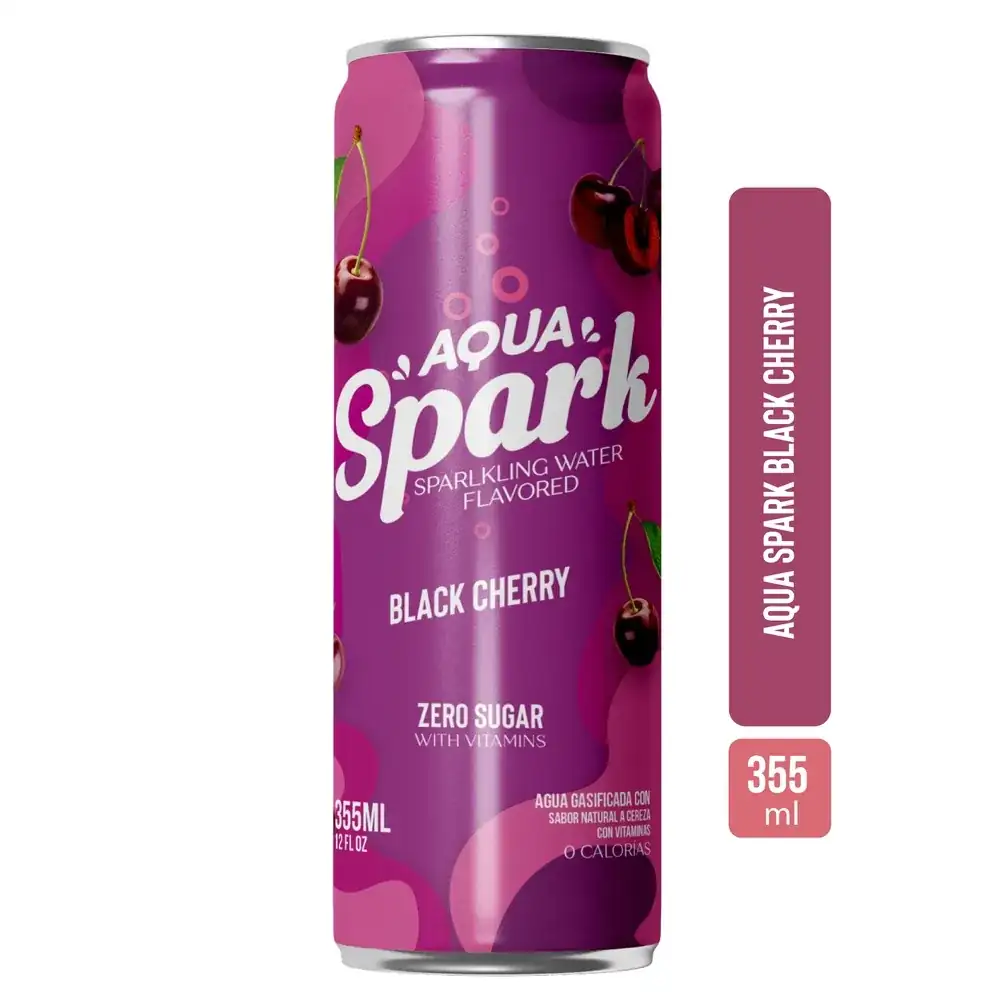 AQUA
Spark
SPARLKLING WATER
FLAVORED
BLACK CHERRY
ZERO SUGAR
WITH VITAMINS
355ML
12 FL OZ
AGUA GASIFICADA CON
SABOR NATURAL A CEREZA
CON VITAMINAS
0 CALORÍAS
AQUA SPARK BLACK CHERRY
355
ml